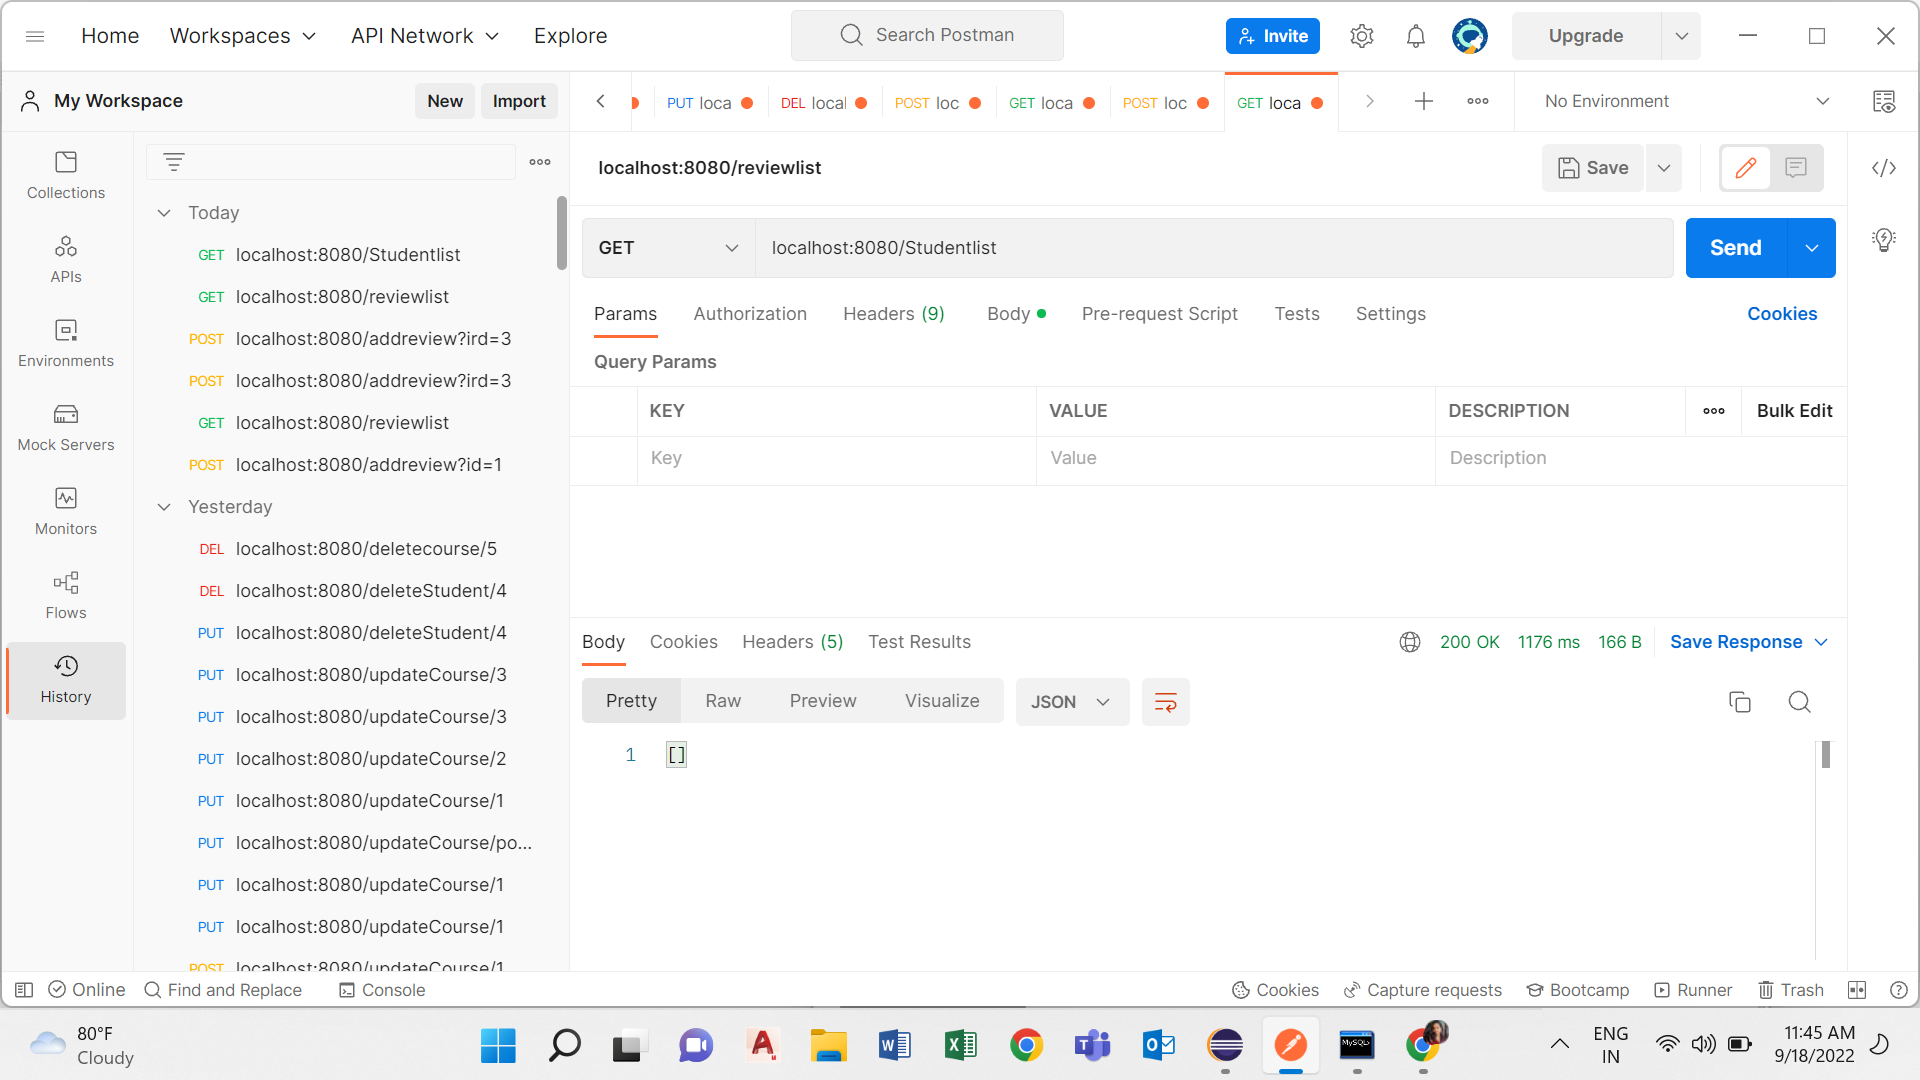 Home
Workspaces
API Network
Explore
Search Postman
Invite
Upgrade
My Workspace
New
Import
PUT loca
DEL local
POST loc
GET loca
POST loc
GET loca
No Environment
Collections
APIs
Environments
Mock Servers
Monitors
Flows
History
Today
GET localhost:8080/Studentlist
GET localhost:8080/reviewlist
POST localhost:8080/addreview?ird=3
POST localhost:8080/addreview?ird=3
GET localhost:8080/reviewlist
POST localhost:8080/addreview?id=1
Yesterday
DEL localhost:8080/deletecourse/5
DEL localhost:8080/deleteStudent/4
PUT localhost:8080/deleteStudent/4
PUT localhost:8080/updateCourse/3
PUT localhost:8080/updateCourse/3
PUT localhost:8080/updateCourse/2
PUT localhost:8080/updateCourse/1
PUT localhost:8080/updateCourse/po...
PUT localhost:8080/updateCourse/1
PUT localhost:8080/updateCourse/1
POST localhost:8080/updateCourse/1
localhost:8080/reviewlist
Save
GET
localhost:8080/Studentlist
Send
Params
Authorization
Headers (9)
Body
Pre-request Script
Tests
Settings
Cookies
Query Params
KEY
VALUE
DESCRIPTION
Bulk Edit
Key
Value
Description
Body
Cookies
Headers (5)
Test Results
200 OK
1176 ms
166 B
Save Response
Pretty
Raw
Preview
Visualize
JSON
1
[]
Online
Find and Replace
Console
Cookies
Capture requests
Bootcamp
Runner
Trash
80°F
Cloudy
MySQL>
ENG
IN
11:45 AM
9/18/2022